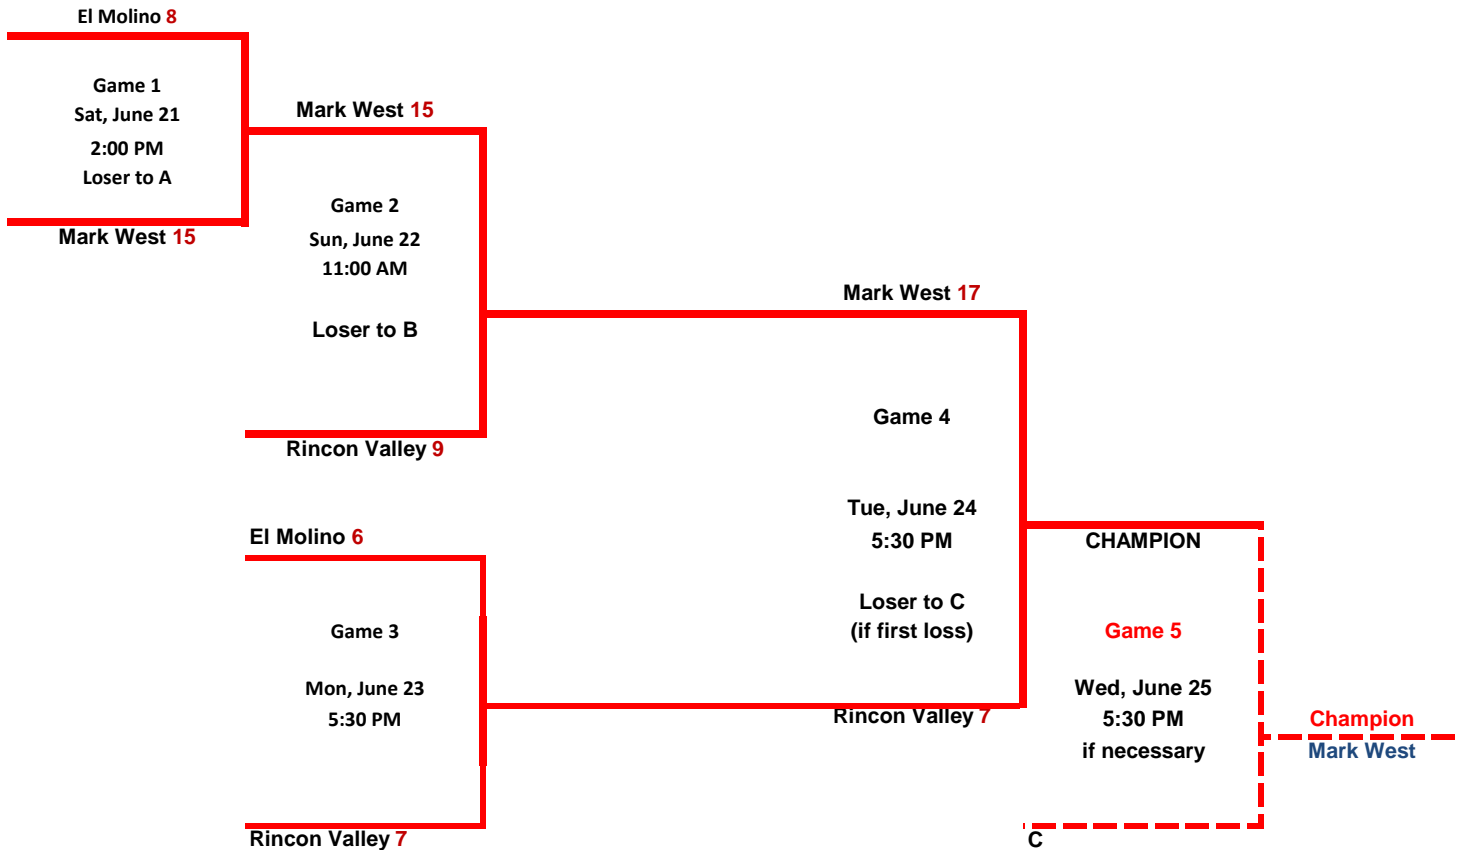 El Molino 8
Game 1
Sat, June 21
2:00 PM
Loser to A
Mark West 15
Mark West 15
Game 2
Sun, June 22
11:00 AM
Loser to B
Rincon Valley 9
El Molino 6
Game 3
Mon, June 23
5:30 PM
Rincon Valley 7
Mark West 17
Game 4
Tue, June 24
5:30 PM
Loser to C
(if first loss)
Rincon Valley 7
CHAMPION
Game 5
Wed, June 25
5:30 PM
if necessary
C
Champion
Mark West